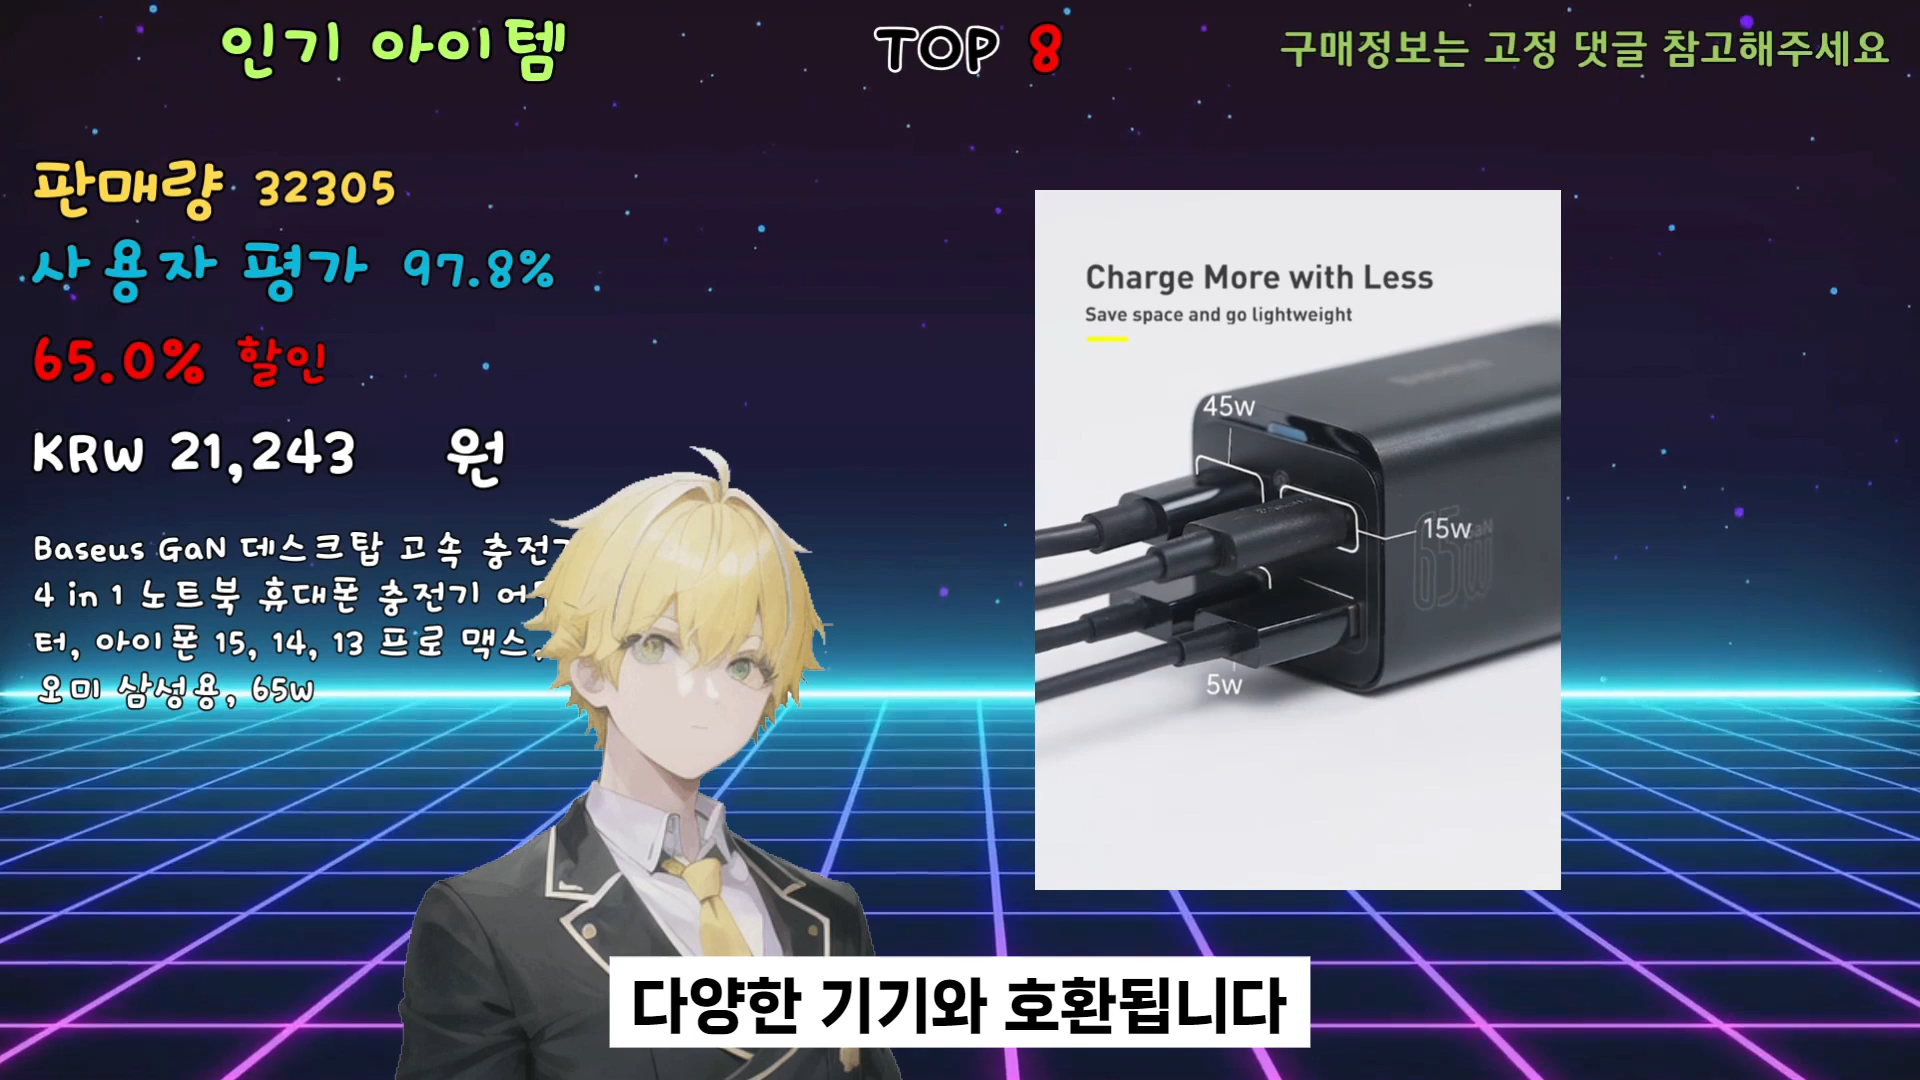 인기 아이템
TOP 8
구매정보는 고정 댓글 참고해주세요
판매량 32305
사용자 평가 97.8%
65.0% 할인
KRW 21,243 원
Baseus GaN 데스크탑 고속
4 in 1 노트북 휴대폰 충전기
터, 아이폰 15, 14, 13 프로 맥스,
오미 삼성용, 65W
Charge More with Less
Save space and go lightweight
45w
15w
65w GaN
5w
다양한 기기와 호환됩니다